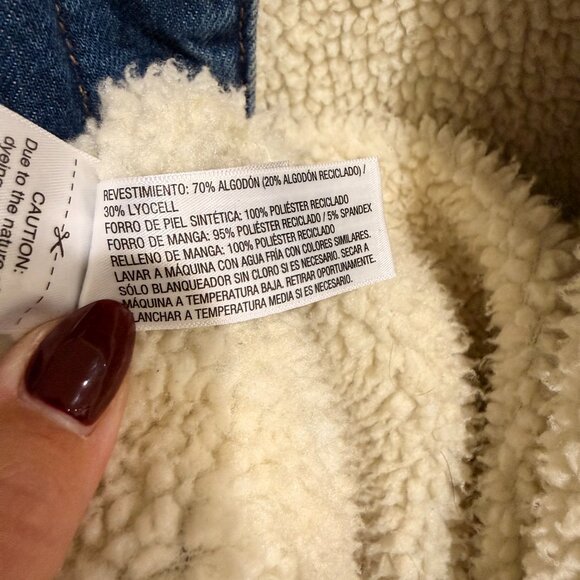 CAUTION:
Due to the nature
dyeing
REVESTIMIENTO: 70% ALGODÓN (20% ALGODÓN RECICLADO) /
30% LYOCELL
FORRO DE PIEL SINTÉTICA: 100% POLIÉSTER RECICLADO
FORRO DE MANGA: 95% POLIÉSTER RECICLADO / 5% SPANDEX
RELLENO DE MANGA: 100% POLIÉSTER RECICLADO
LAVAR A MÁQUINA CON AGUA FRÍA CON COLORES SIMILARES.
SÓLO BLANQUEADOR SIN CLORO SI ES NECESARIO. SECAR A
MÁQUINA A TEMPERATURA BAJA. RETIRAR OPORTUNAMENTE.
PLANCHAR A TEMPERATURA MEDIA SI ES NECESARIO.